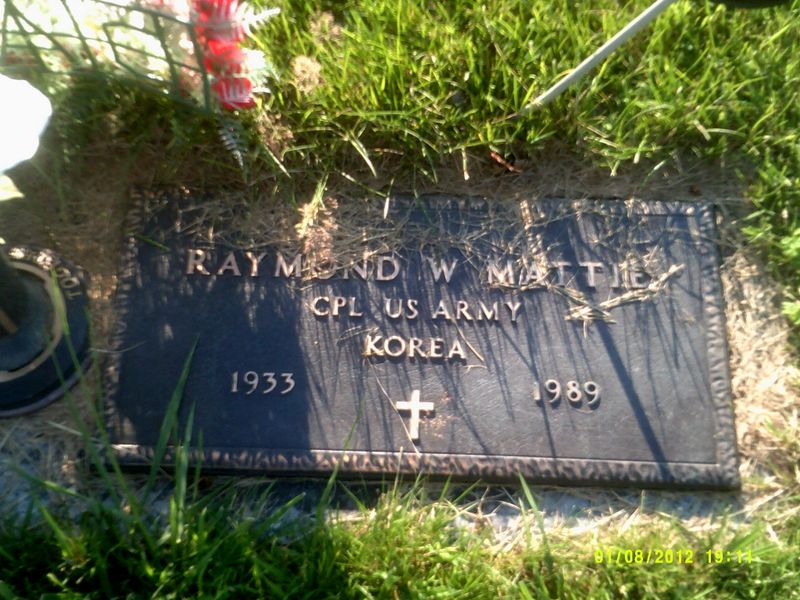 RAYMOND W MATTIE
CPL US ARMY
KOREA
1933
1989
01/08/2012 19:11